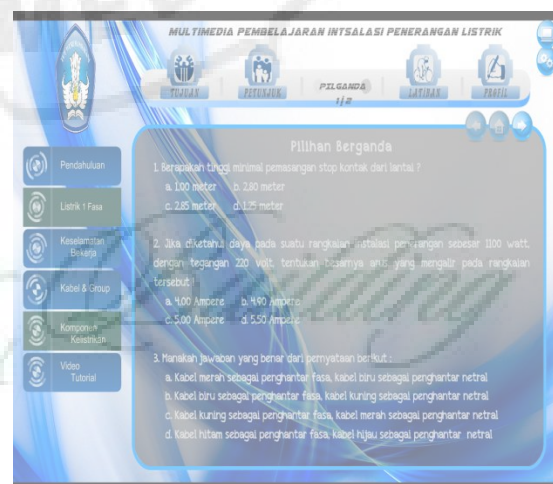 MULTIMEDIA PEMBELAJARAN INTSALASI PENERANGAN LISTRIK
TUJUAN
PETUNJUK
PILGANDA
1/2
LATIHAN
PROFIL
Pendahuluan
Listrik 1 Fasa
Keselamatan
Bekerja
Kabel & Group
Komponen
Kelistrikan
Video
Tutorial
Pilihan Berganda
1. Berapakah tinggi minimal pemasangan stop kontak dari lantai ?
a. 1.00 meter b. 2.80 meter
c. 2.85 meter d. 1.25 meter
2. Jika diketahui daya pada suatu rangkaian instalasi penerangan sebesar 1100 watt,
dengan tegangan 220 volt, tentukan besarnya arus yang mengalir pada rangkaian
tersebut !
a. 4.00 Ampere b. 4.90 Ampere
c. 5.00 Ampere d. 5.50 Ampere
3. Manakah jawaban yang benar dari pernyataan berikut :
a. Kabel merah sebagai penghantar fasa, kabel biru sebagai penghantar netral
b. Kabel biru sebagai penghantar fasa, kabel kuning sebagai penghantar netral
c. Kabel kuning sebagai penghantar fasa, kabel merah sebagai penghantar netral
d. Kabel hitam sebagai penghantar fasa, kabel hijau sebagai penghantar netral